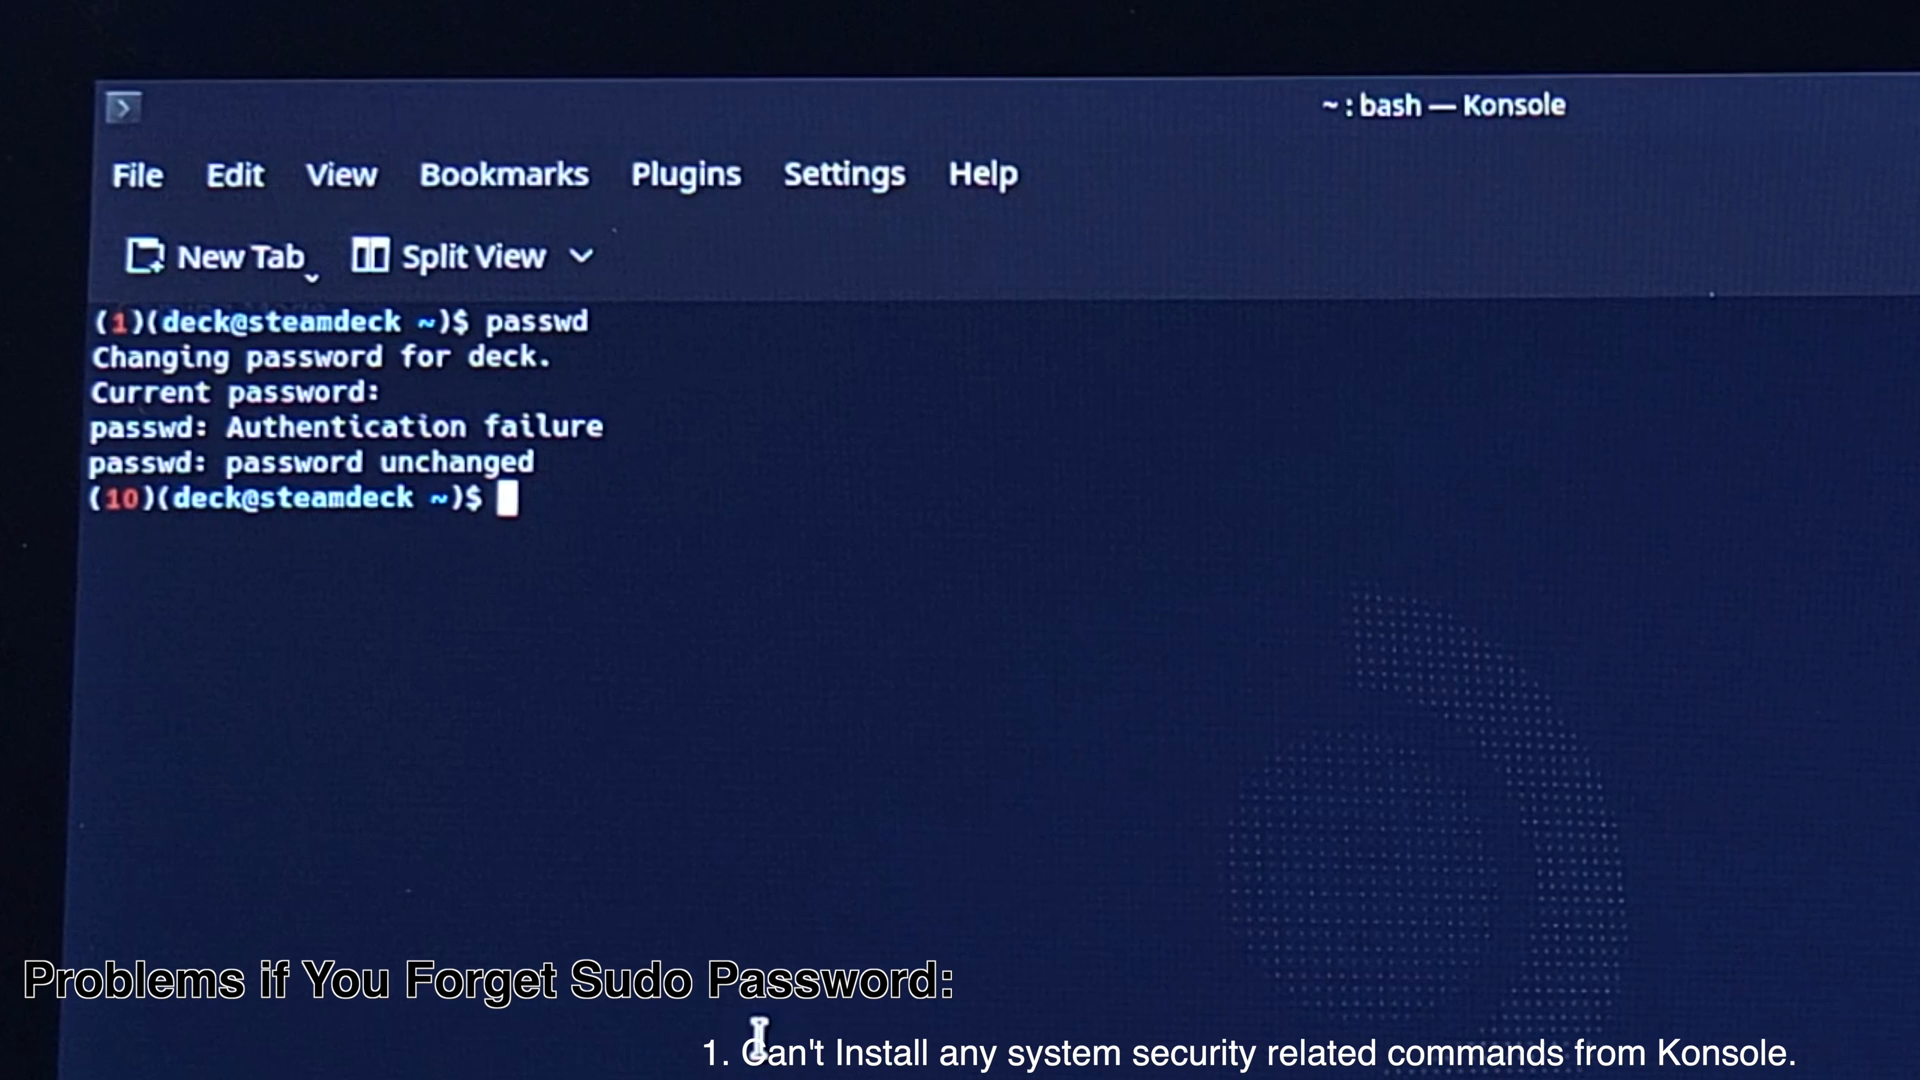 ~ : bash — Konsole
File Edit View Bookmarks Plugins Settings Help
New Tab Split View
(1)(deck@steamdeck ~)$ passwd
Changing password for deck.
Current password:
passwd: Authentication failure
passwd: password unchanged
(10)(deck@steamdeck ~)$
Problems if You Forget Sudo Password:
1. Can't Install any system security related commands from Konsole.